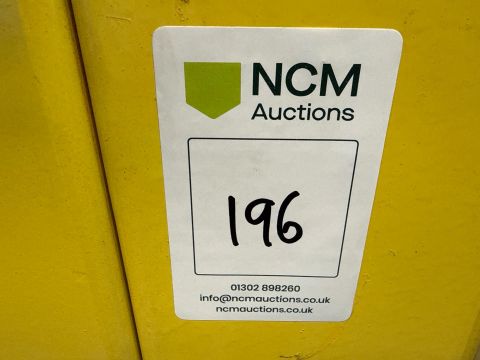 NCM
Auctions
196
01302 898260
info@ncmauctions.co.uk
ncmauctions.co.uk